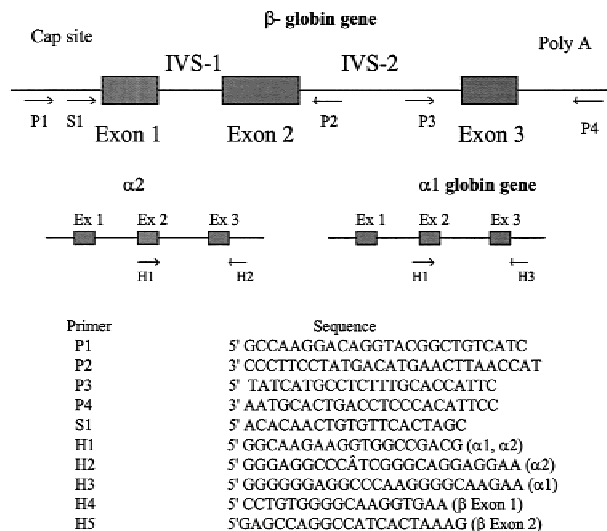 β- globin gene
Cap site
Poly A
IVS-1
IVS-2
P1
S1
Exon 1
Exon 2
P2
P3
Exon 3
P4
α2
α1 globin gene
Ex 1
Ex 2
Ex 3
Ex 1
Ex 2
Ex 3
H1
H2
H1
H3
Primer
Sequence
P1 5' GCCAAGGACAGGTACGGCTGTCATC
P2 3' CCCTTCCTATGACATGAACTTAACCAT
P3 5' TATCATGCCTCTTTGCACCATTC
P4 3' AATGCACTGACCTCCCACATTCC
S1 5' ACACAACTGTGTTCACTAGC
H1 5' GGCAAGAAGGTGGCCGACG (α1, α2)
H2 5' GGGAGGCCCÅTCGGGCAGGAGGAA (α2)
H3 5' GGGGGGAGGCCCAAGGGGCAAGAA (α1)
H4 5' CCTGTGGGGCAAGGTGAA (β Exon 1)
H5 5'GAGCCAGGCCATCACTAAAG (β Exon 2)